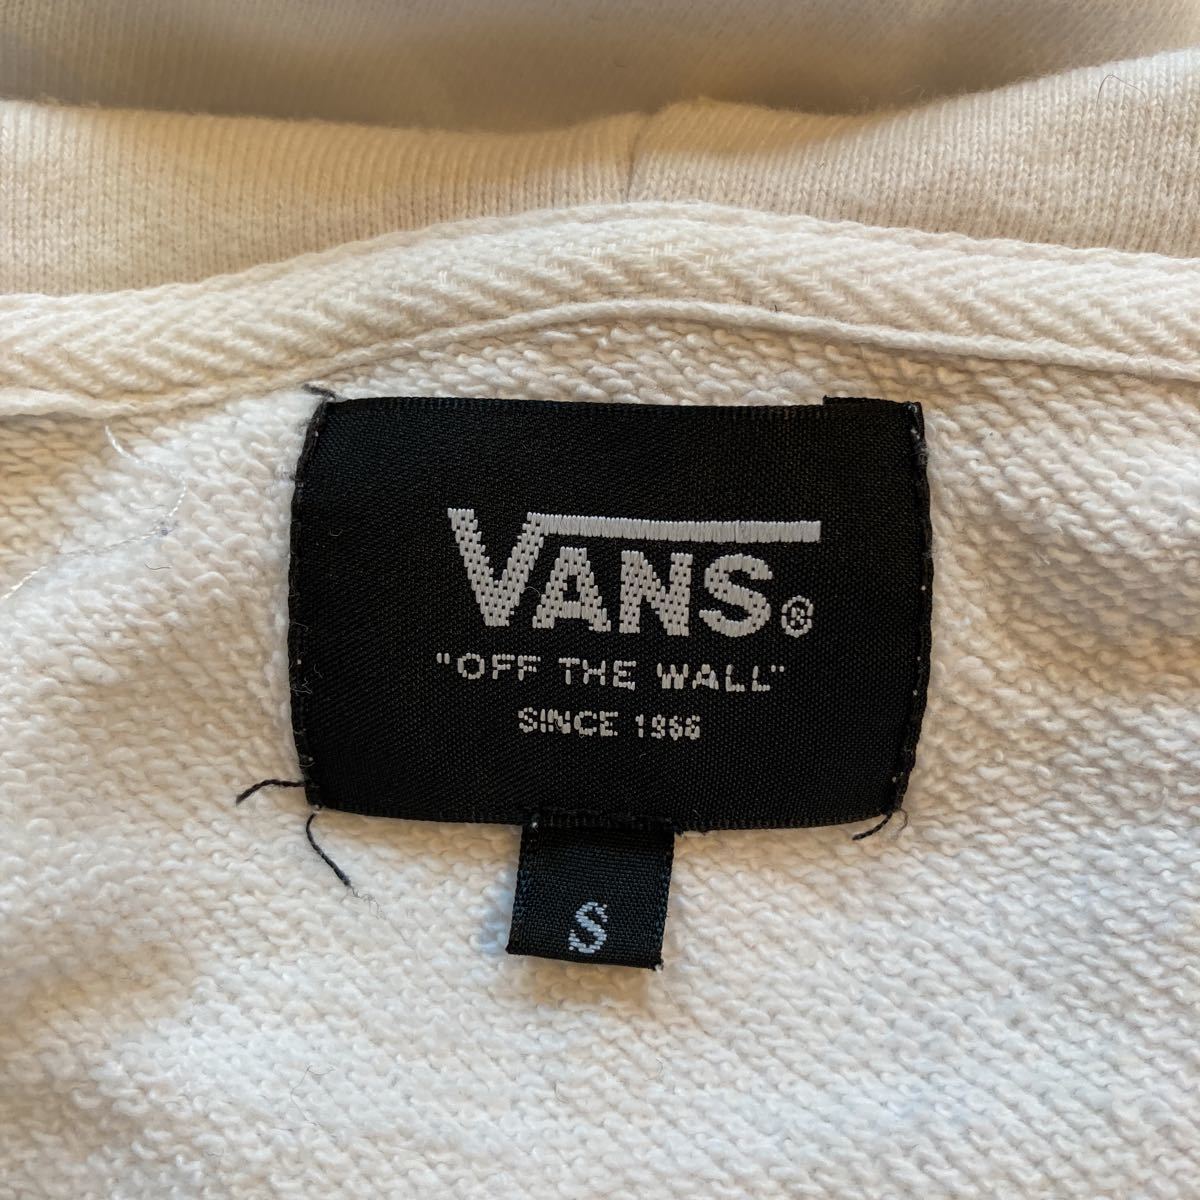 VANS®
"OFF THE WALL"
SINCE 1966
S